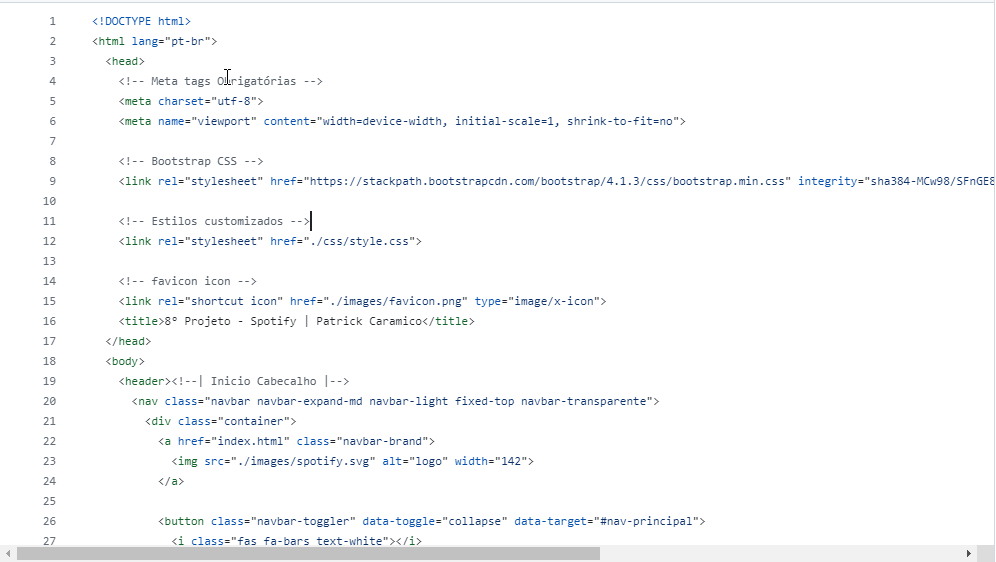 1 <!DOCTYPE html>
2 <html lang="pt-br">
3 <head>
4 <!-- Meta tags Obrigatórias -->
5 <meta charset="utf-8">
6 <meta name="viewport" content="width=device-width, initial-scale=1, shrink-to-fit=no">
7
8 <!-- Bootstrap CSS -->
9 <link rel="stylesheet" href="https://stackpath.bootstrapcdn.com/bootstrap/4.1.3/css/bootstrap.min.css" integrity="sha384-MCw98/SFnGE8
10
11 <!-- Estilos customizados -->
12 <link rel="stylesheet" href="./css/style.css">
13
14 <!-- favicon icon -->
15 <link rel="shortcut icon" href="./images/favicon.png" type="image/x-icon">
16 <title>8° Projeto - Spotify | Patrick Caramico</title>
17 </head>
18 <body>
19 <header><!--| Inicio Cabecalho |-->
20 <nav class="navbar navbar-expand-md navbar-light fixed-top navbar-transparente">
21 <div class="container">
22 <a href="index.html" class="navbar-brand">
23 <img src="./images/spotify.svg" alt="logo" width="142">
24 </a>
25
26 <button class="navbar-toggler" data-toggle="collapse" data-target="#nav-principal">
27 <i class="fas fa-bars text-white"></i>